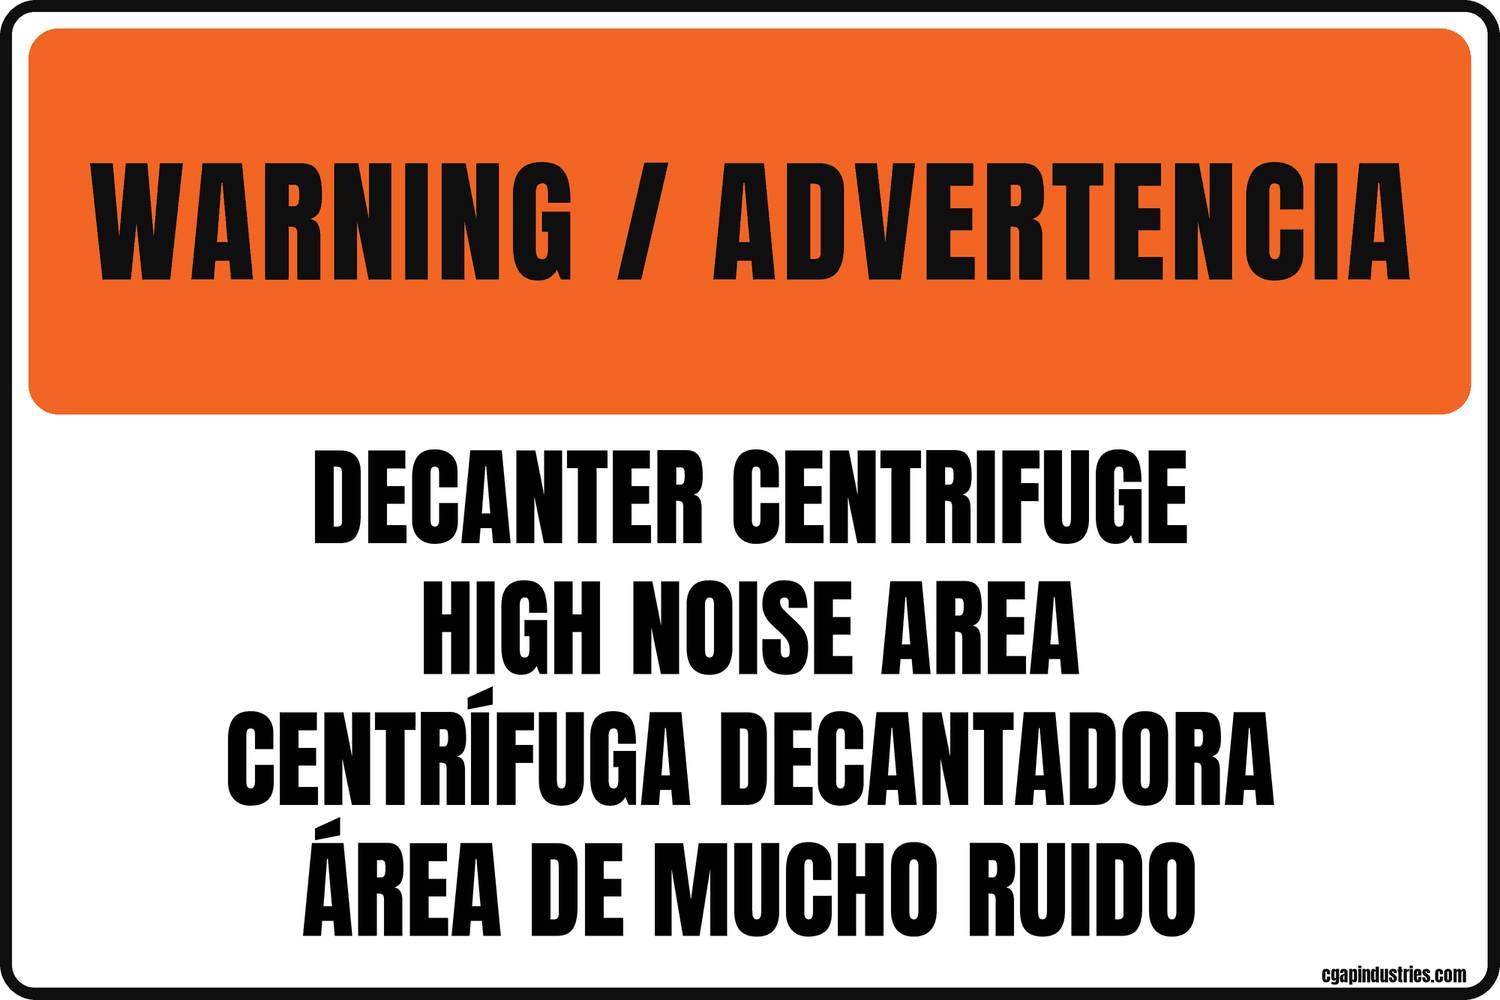 WARNING / ADVERTENCIA
DECANTER CENTRIFUGE
HIGH NOISE AREA
CENTRÍFUGA DECANTADORA
ÁREA DE MUCHO RUIDO
cgapindustries.com